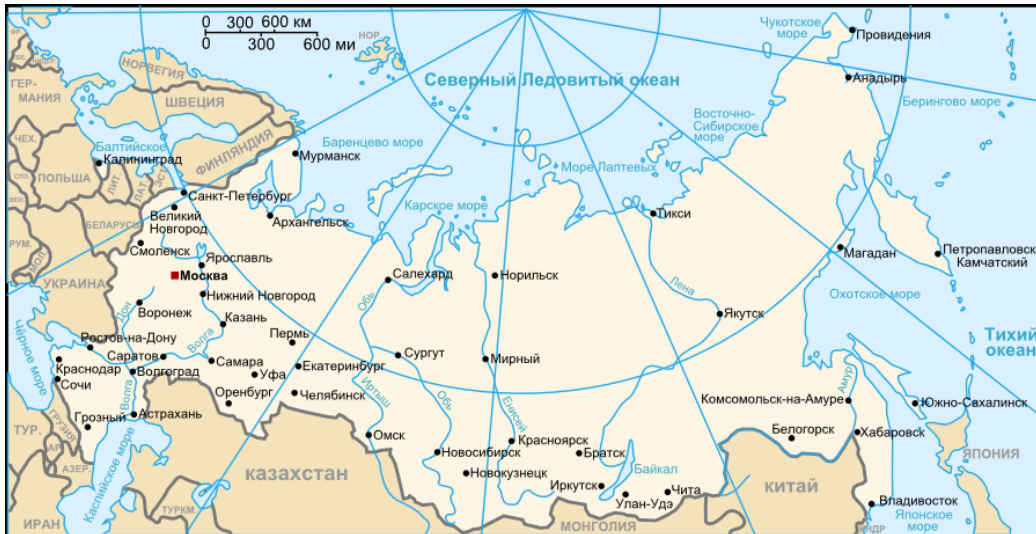 0 300 600 км
0 300 600 ми
Чукотское
море
Провидения
НОР.
НОРВЕГИЯ
Северный Ледовитый океан
Анадырь
ГЕР-
МАНИЯ
ШВЕЦИЯ
Берингово море
Восточно-
Сибирское
море
Баренцево море
ЧЕХ.
Балтийское
Калининград
ФИНЛЯНДИЯ
Мурманск
Море Лаптевых
СЛО.
ПОЛЬША
ЛИТ.
ЛАТ
ЭСТ
ВЕН.
Санкт-Петербург
Карское море
Тикси
Великий
Новгород
Архангельск
БЕЛАРУСЬ
РУМ.
МОЛ.
Смоленск
Магадан
Петропавловск
Камчатский
Ярославль
Москва
Салехард
Норильск
УКРАИНА
Лена
Нижний Новгород
Обь
Охотское море
Дон
Воронеж
Якутск
Казань
Чёрное море
Ростов-на-Дону
Волга
Пермь
Тихий
океан
Саратов
Самара
Сургут
Мирный
Краснодар
Волгоград
Уфа
Екатеринбург
Сочи
Иртыш
Амур
Волга
Оренбург
Челябинск
Обь
Енисей
Комсомольск-на-Амуре
Южно-Сахалинск
Грозный
Астрахань
ГРУЗИЯ
ТУР.
Омск
Красноярск
Белогорск
Хабаровск
АР.
Новосибирск
Братск
ЯПОНИЯ
АЗЕР.
казахстан
Новокузнецк
Байкал
Каспийское море
Иркутск
Чита
китай
Улан-Удэ
Владивосток
ТУРКМ.
Японское
море
ИРАН
МОНГОЛИЯ
КНДР